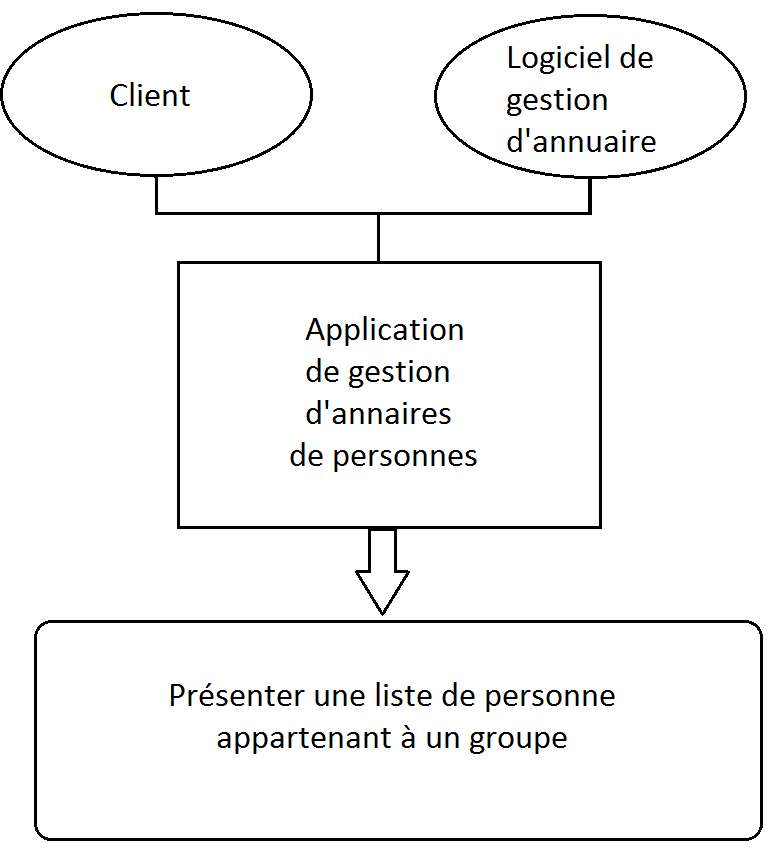 Client
Logiciel de
gestion
d'annuaire
Application
de gestion
d'annaires
de personnes
Présenter une liste de personne
appartenant à un groupe